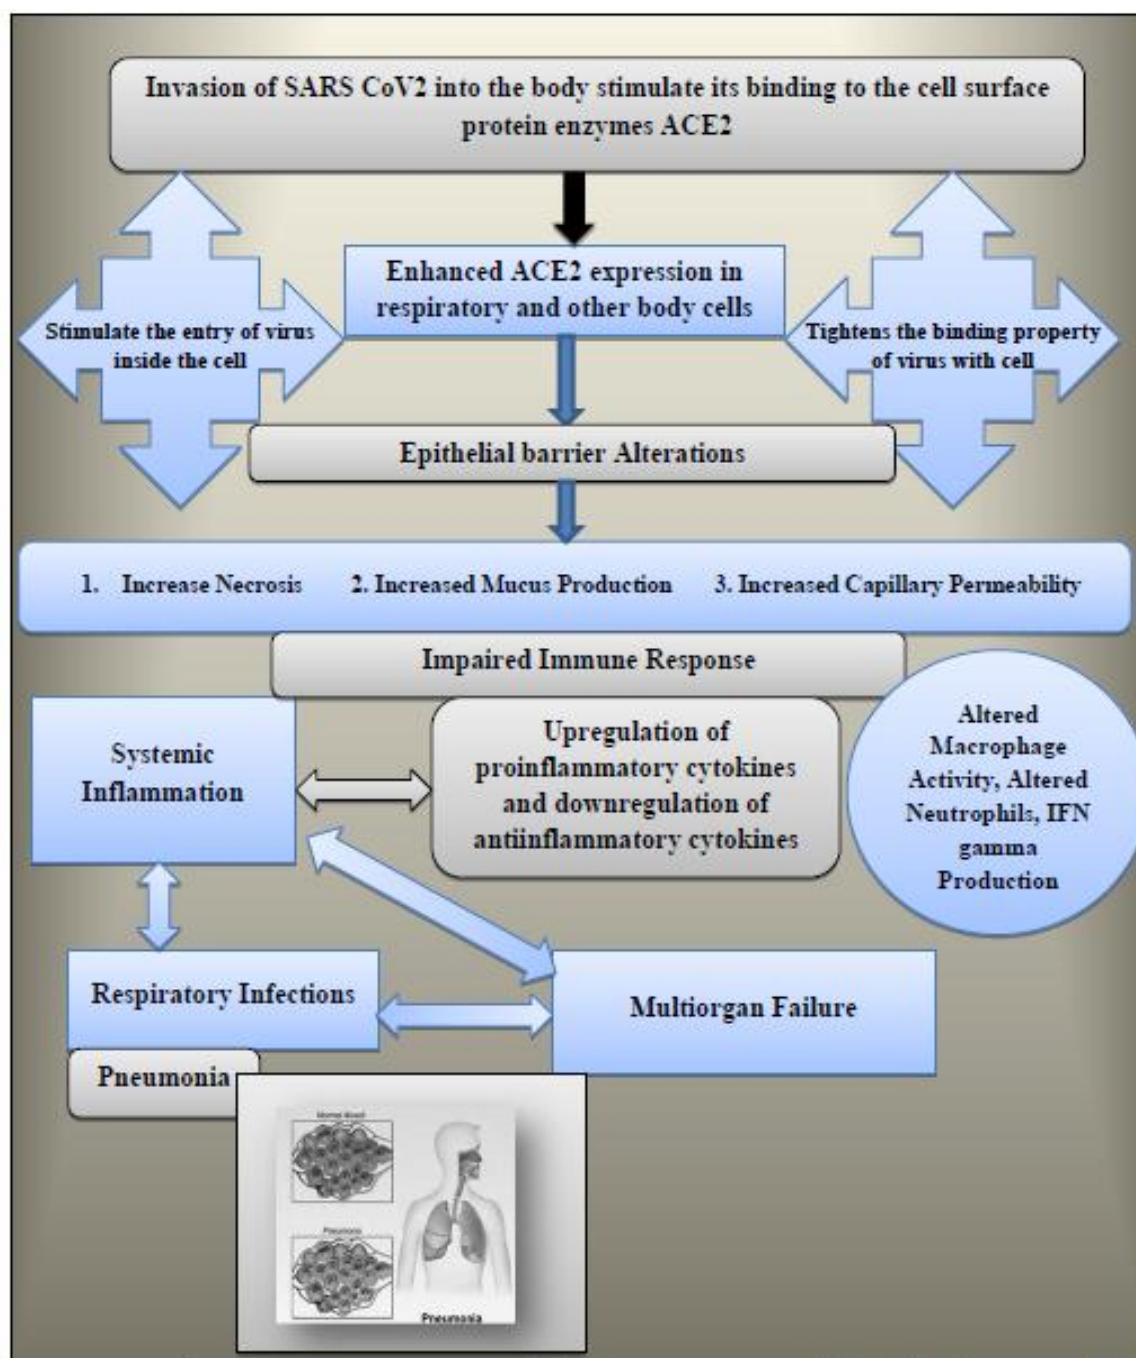 Invasion of SARS CoV2 into the body stimulate its binding to the cell surface
protein enzymes ACE2
Enhanced ACE2 expression in
respiratory and other body cells
Stimulate the entry of virus
inside the cell
Tightens the binding property
of virus with cell
Epithelial barrier Alterations
1. Increase Necrosis 2. Increased Mucus Production 3. Increased Capillary Permeability
Impaired Immune Response
Systemic
Inflammation
Upregulation of
proinflammatory cytokines
and downregulation of
antiinflammatory cytokines
Altered
Macrophage
Activity, Altered
Neutrophils, IFN
gamma
Production
Respiratory Infections
Multiorgan Failure
Pneumonia
Normal
Pneumonia
Pneumonia